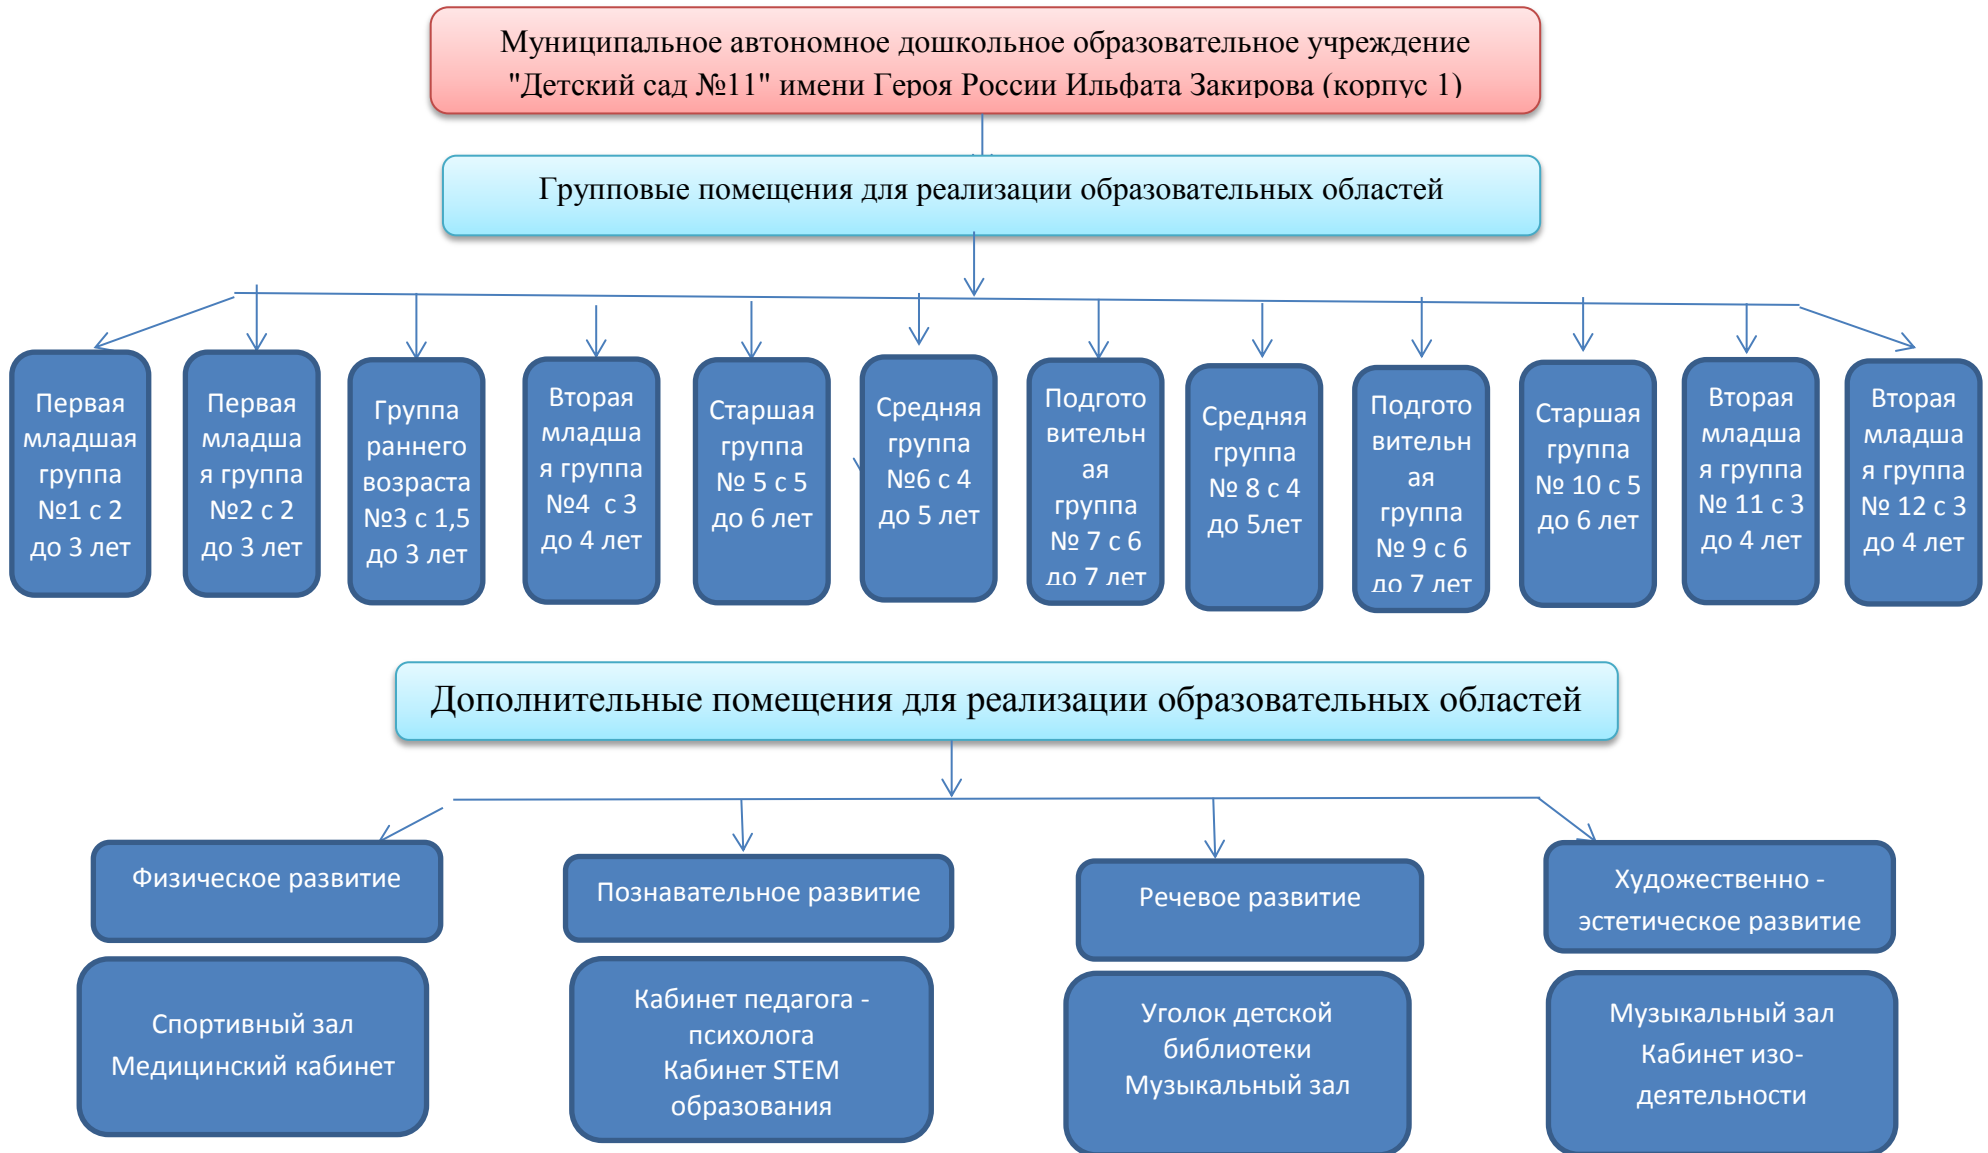 Муниципальное автономное дошкольное образовательное учреждение
"Детский сад №11" имени Героя России Ильфата Закирова (корпус 1)
Групповые помещения для реализации образовательных областей
Первая
младшая
группа
№1 с 2
до 3 лет
Первая
младша
я группа
№2 с 2
до 3 лет
Группа
раннего
возраста
№3 с 1,5
до 3 лет
Вторая
младша
я группа
№4 с 3
до 4 лет
Старшая
группа
№ 5 с 5
до 6 лет
Средняя
группа
№6 с 4
до 5 лет
Подгото
вительн
ая
группа
№ 7 с 6
до 7 лет
Средняя
группа
№ 8 с 4
до 5лет
Подгото
вительн
ая
группа
№ 9 с 6
до 7 лет
Старшая
группа
№ 10 с 5
до 6 лет
Вторая
младша
я группа
№ 11 с 3
до 4 лет
Вторая
младша
я группа
№ 12 с 3
до 4 лет
Дополнительные помещения для реализации образовательных областей
Физическое развитие
Познавательное развитие
Речевое развитие
Художественно -
эстетическое развитие
Спортивный зал
Медицинский кабинет
Кабинет педагога -
психолога
Кабинет STEM
образования
Уголок детской
библиотеки
Музыкальный зал
Музыкальный зал
Кабинет изо-
деятельности